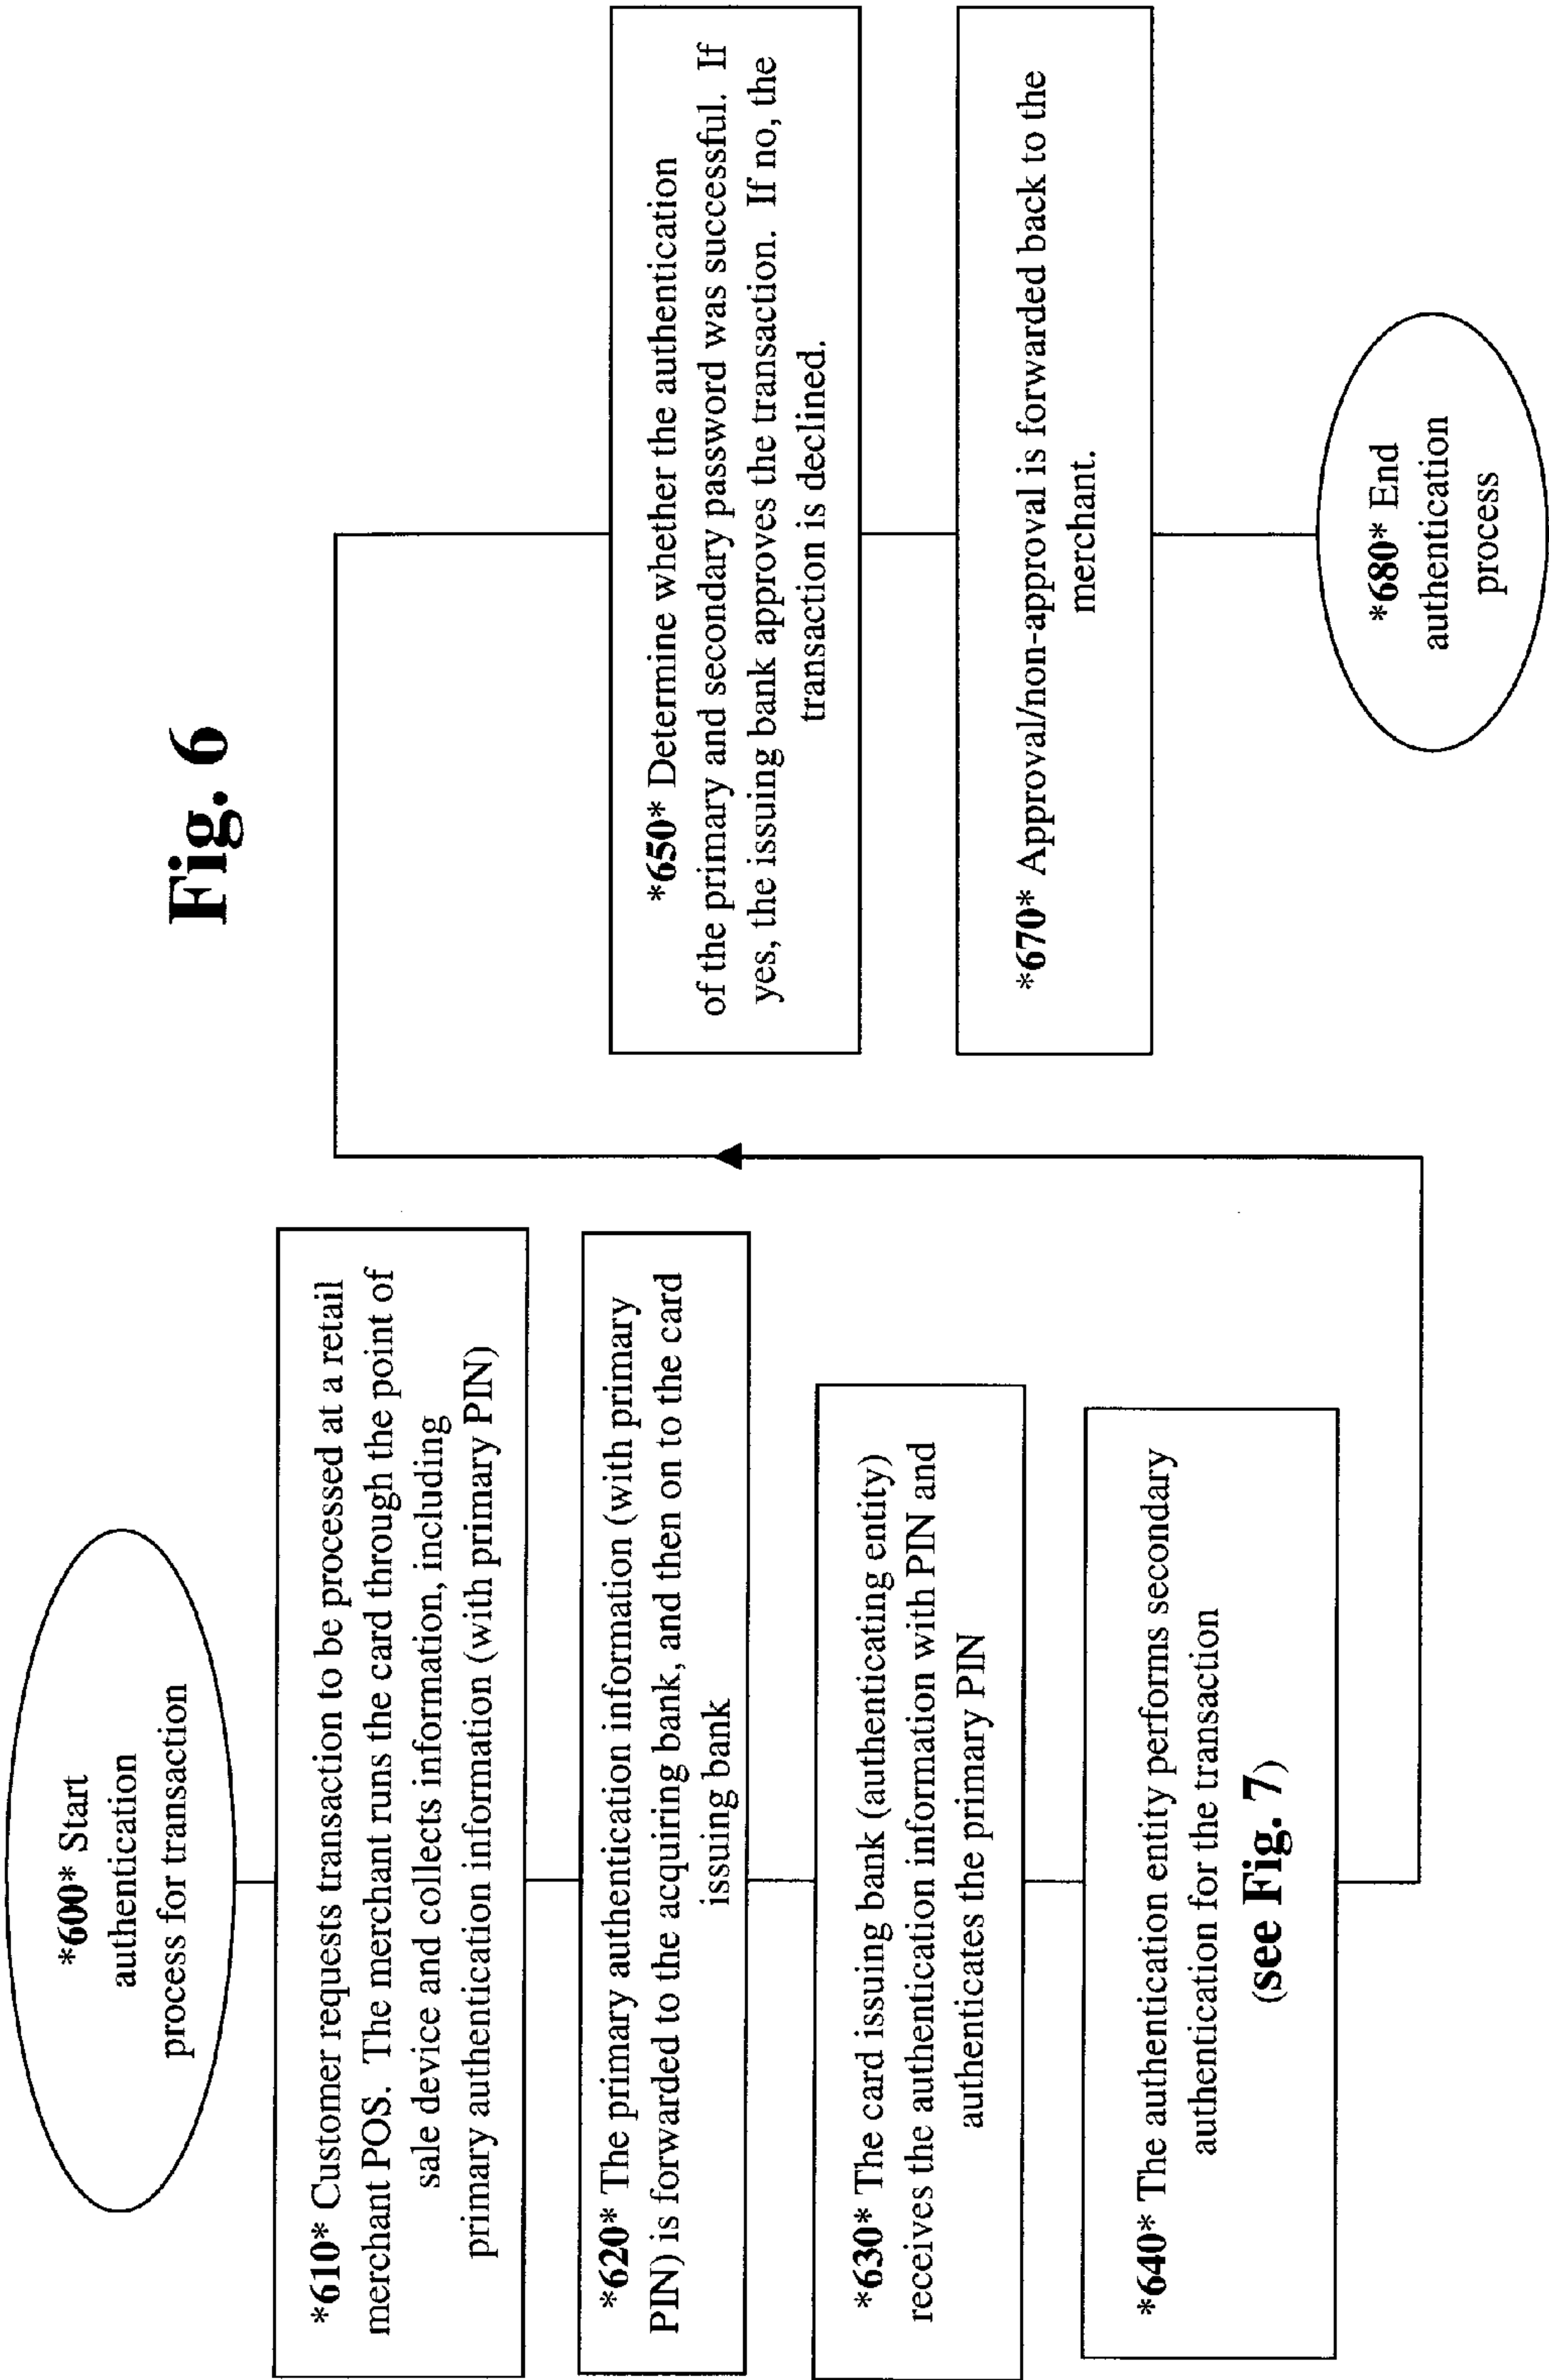 Fig. 6
*600* Start
authentication
process for transaction
*610* Customer requests transaction to be processed at a retail
merchant POS. The merchant runs the card through the point of
sale device and collects information, including
primary authentication information (with primary PIN)
*620* The primary authentication information (with primary
PIN) is forwarded to the acquiring bank, and then on to the card
issuing bank
*630* The card issuing bank (authenticating entity)
receives the authentication information with PIN and
authenticates the primary PIN
*640* The authentication entity performs secondary
authentication for the transaction
(see Fig. 7)
*650* Determine whether the authentication
of the primary and secondary password was successful. If
yes, the issuing bank approves the transaction. If no, the
transaction is declined.
*670* Approval/non-approval is forwarded back to the
merchant.
*680* End
authentication
process